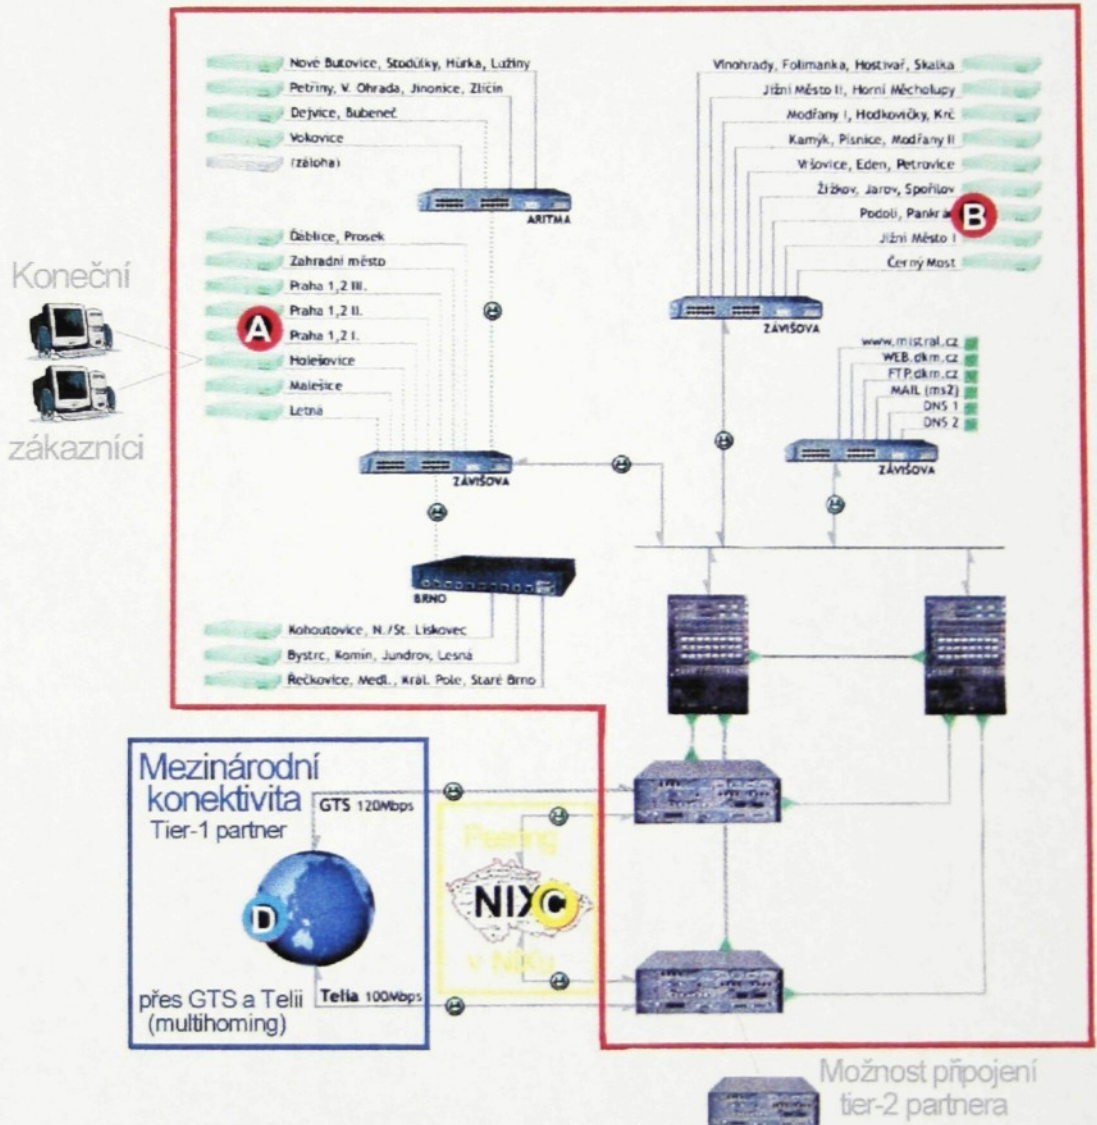 Nové Butovice, Stodůlky, Hůrka, Lužiny
Petřiny, V. Ohrada, Jinonice, Zličín
Dejvice, Bubeneč
Vokovice
(záloha)
ARITMA
Vinohrady, Folimanka, Hostivař, Skalka
Jižní Město II, Horní Měcholupy
Modřany I, Hodkovičky, Krč
Kamýk, Písnice, Modřany II
Vršovice, Eden, Petrovice
Žižkov, Jarov, Spořilov
Podolí, Pankrác
B
Jižní Město I
Černý Most
ZÁVIŠOVA
Ďáblice, Prosek
Zahradní město
Praha 1,2 III.
Praha 1,2 II.
A
Praha 1,2 I.
Holešovice
Malešice
Letná
ZÁVIŠOVA
Koneční
zákazníci
www.mistral.cz
WEB.dkm.cz
FTP.dkm.cz
MAIL (ms2)
DNS 1
DNS 2
ZÁVIŠOVA
BRNO
Kohoutovice, N./St. Lískovec
Bystrc, Komín, Jundrov, Lesná
Řečkovice, Medl., Král. Pole, Staré Brno
Mezinárodní
konektivita
Tier-1 partner
GTS 120Mbps
D
Telia 100Mbps
přes GTS a Telii
(multihoming)
Peering
NIX
C
v NIXu
Možnost připojení
tier-2 partnera